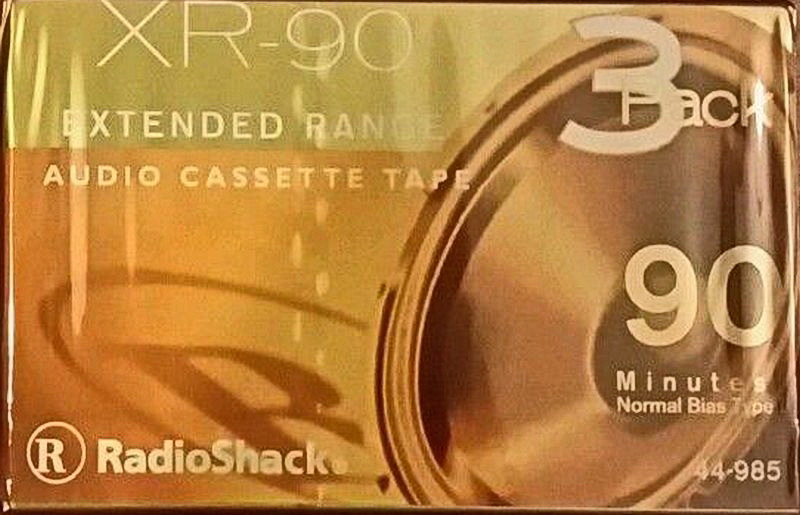 XR-90
3 Pack
EXTENDED RANGE
AUDIO CASSETTE TAPE
90
Minutes
Normal Bias Type
R RadioShack.
44-985